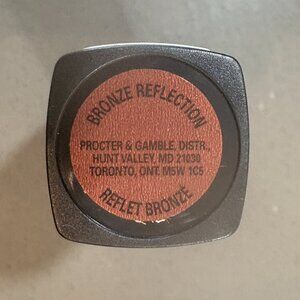 BRONZE REFLECTION
PROCTER & GAMBLE, DISTR.,
HUNT VALLEY, MD 21030
TORONTO, ONT. M5W 1C5
REFLET BRONZE